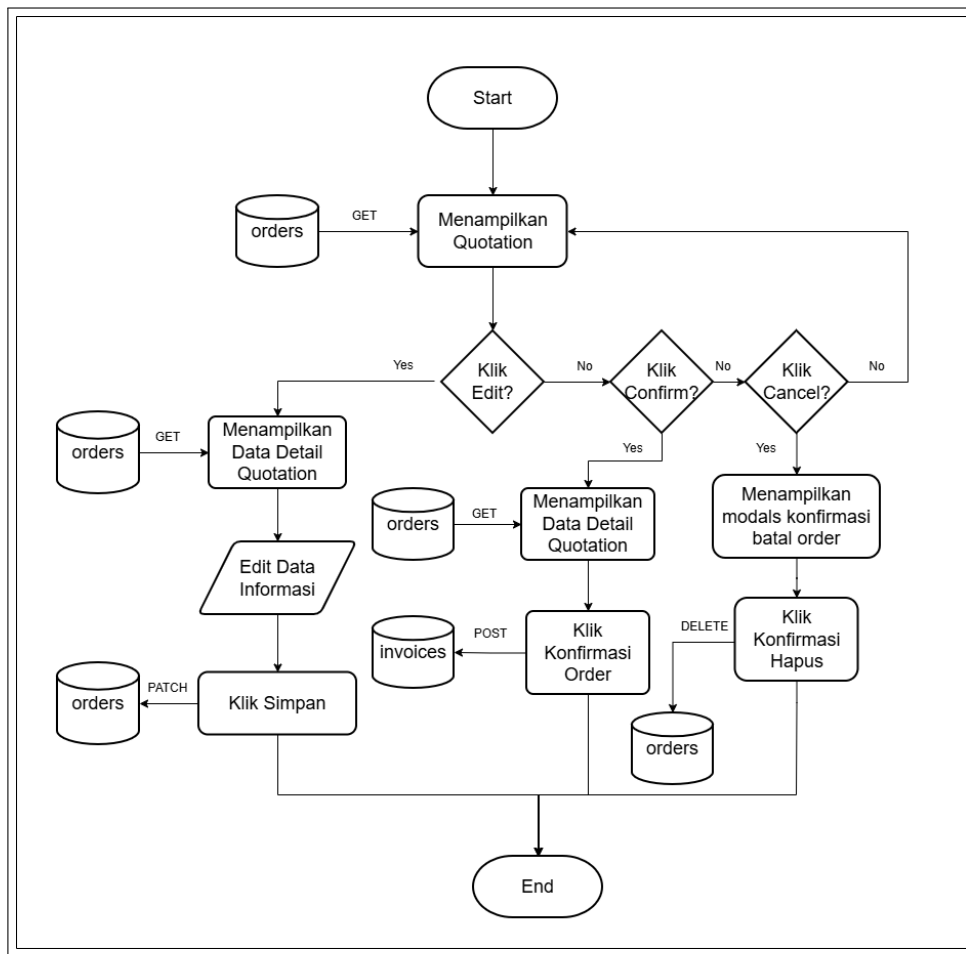 Start
orders
GET
Menampilkan
Quotation
Klik
Edit?
No
Klik
Confirm?
No
Klik
Cancel?
No
Yes
Yes
Yes
orders
GET
Menampilkan
Data Detail
Quotation
orders
GET
Menampilkan
Data Detail
Quotation
Menampilkan
modals konfirmasi
batal order
Edit Data
Informasi
invoices
POST
Klik
Konfirmasi
Order
DELETE
Klik
Konfirmasi
Hapus
orders
PATCH
Klik Simpan
orders
End